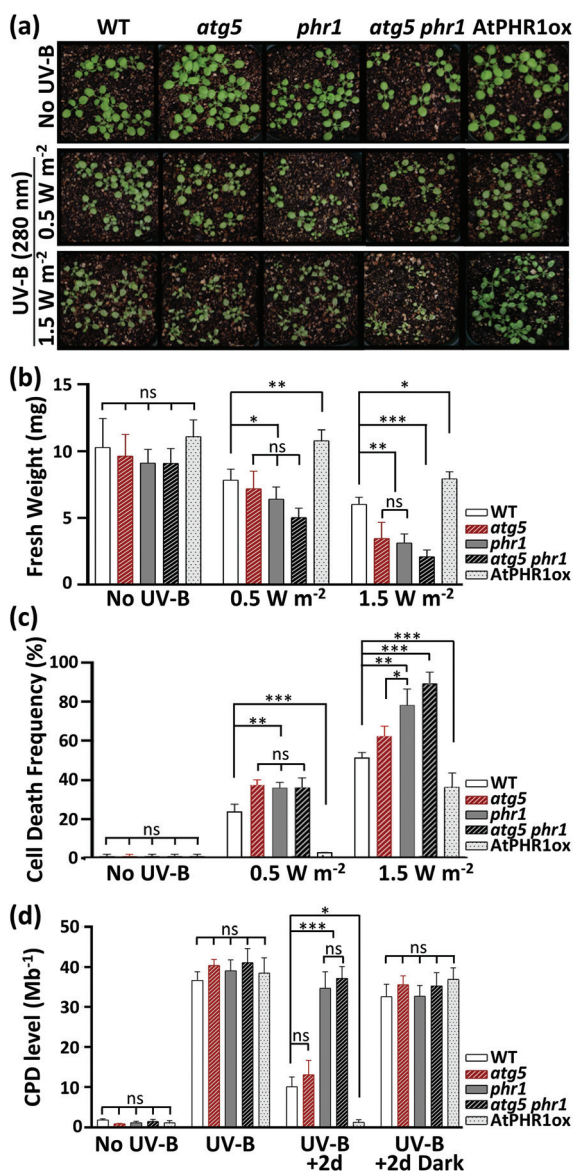 (a)
WT atg5 phr1 atg5 phr1 AtPHR1ox
No UV-B
UV-B (280 nm)
0.5 W m-2
1.5 W m-2
(b)
Fresh Weight (mg)
15
10
5
0
ns
**
*
ns
*
***
**
ns
No UV-B 0.5 W m-2 1.5 W m-2
WT
atg5
phr1
atg5 phr1
AtPHR1ox
(c)
Cell Death Frequency (%)
100
80
60
40
20
0
ns
***
**
ns
***
***
**
*
No UV-B 0.5 W m-2 1.5 W m-2
WT
atg5
phr1
atg5 phr1
AtPHR1ox
(d)
CPD level (Mb-1)
50
40
30
20
10
0
ns
ns
*
***
ns
ns
ns
No UV-B UV-B UV-B +2d UV-B +2d Dark
WT
atg5
phr1
atg5 phr1
AtPHR1ox